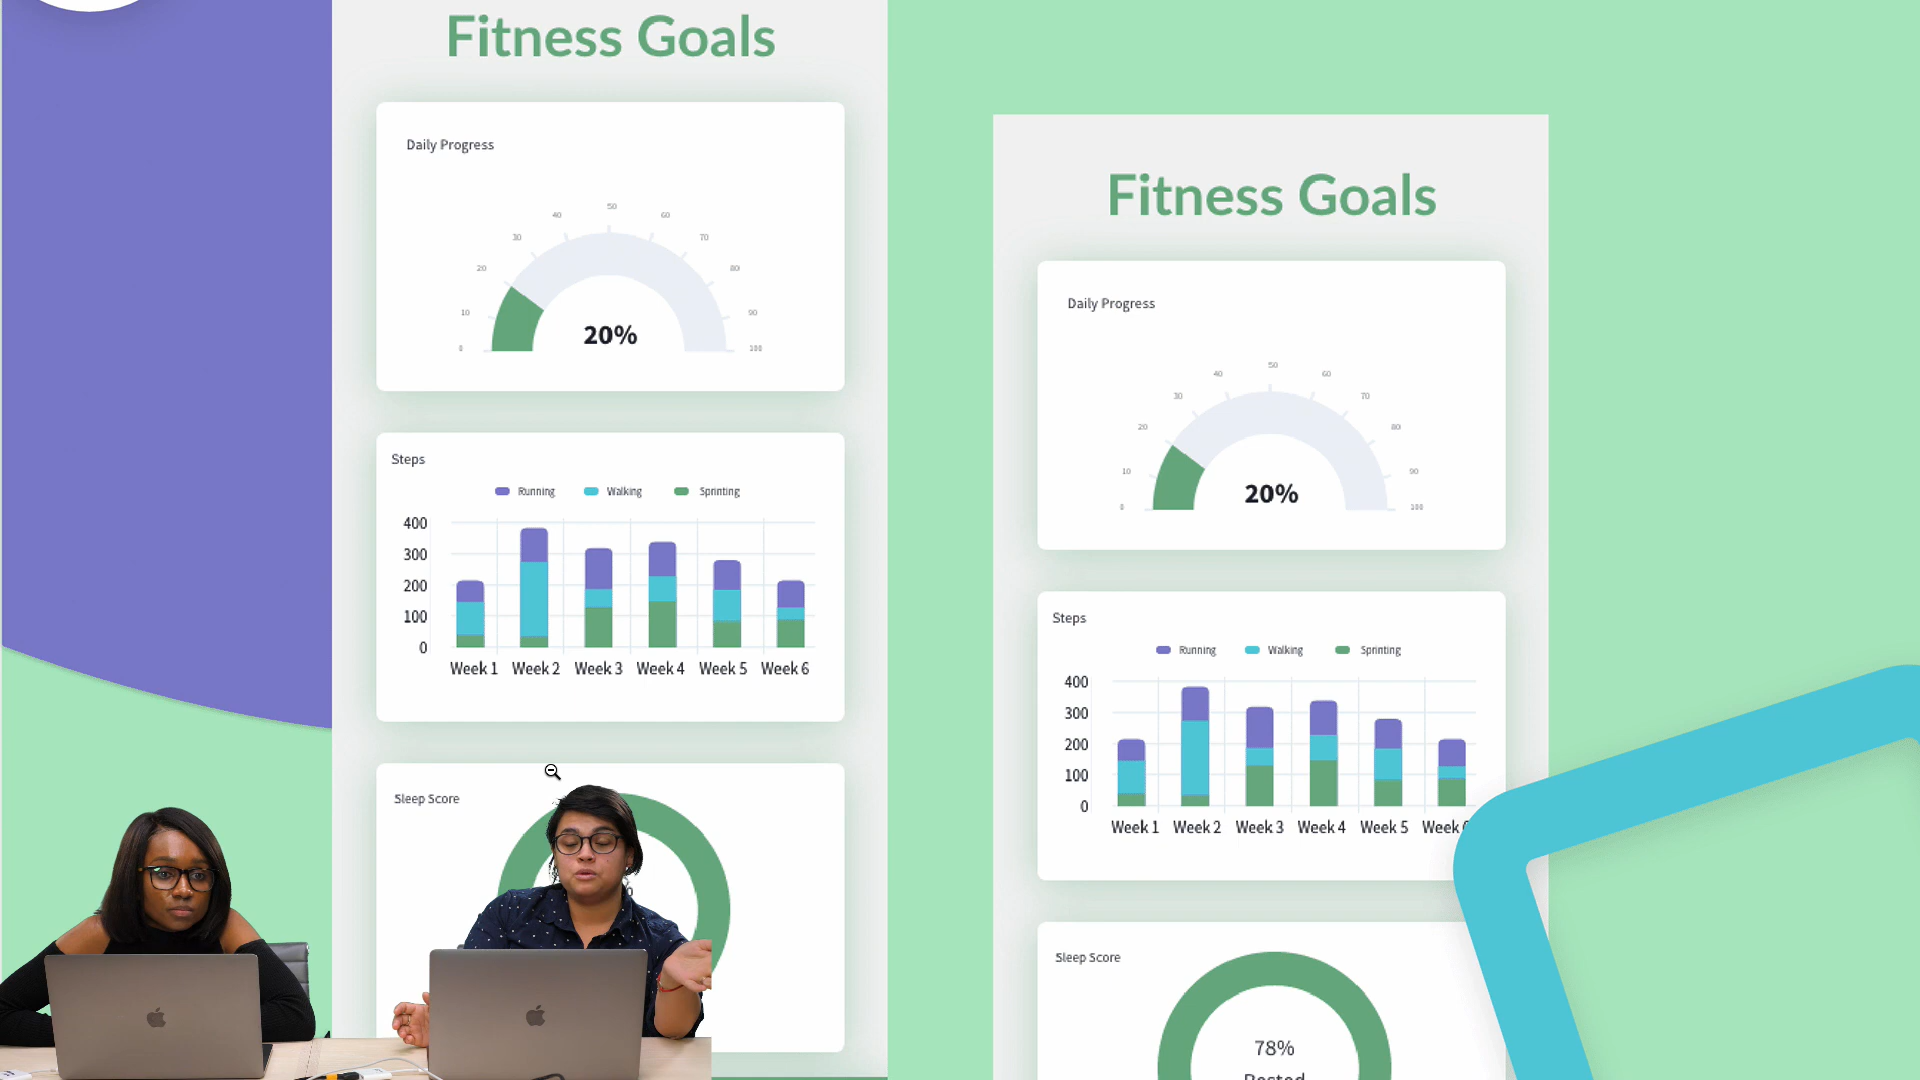 Fitness Goals
Daily Progress
50
40
60
30
70
20
80
10
90
0
100
20%
Steps
Running
Walking
Sprinting
400
300
200
100
0
Week 1
Week 2
Week 3
Week 4
Week 5
Week 6
Sleep Score
Fitness Goals
Daily Progress
50
40
60
30
70
20
80
10
90
0
100
20%
Steps
Running
Walking
Sprinting
400
300
200
100
0
Week 1
Week 2
Week 3
Week 4
Week 5
Week
Sleep Score
78%
Rested